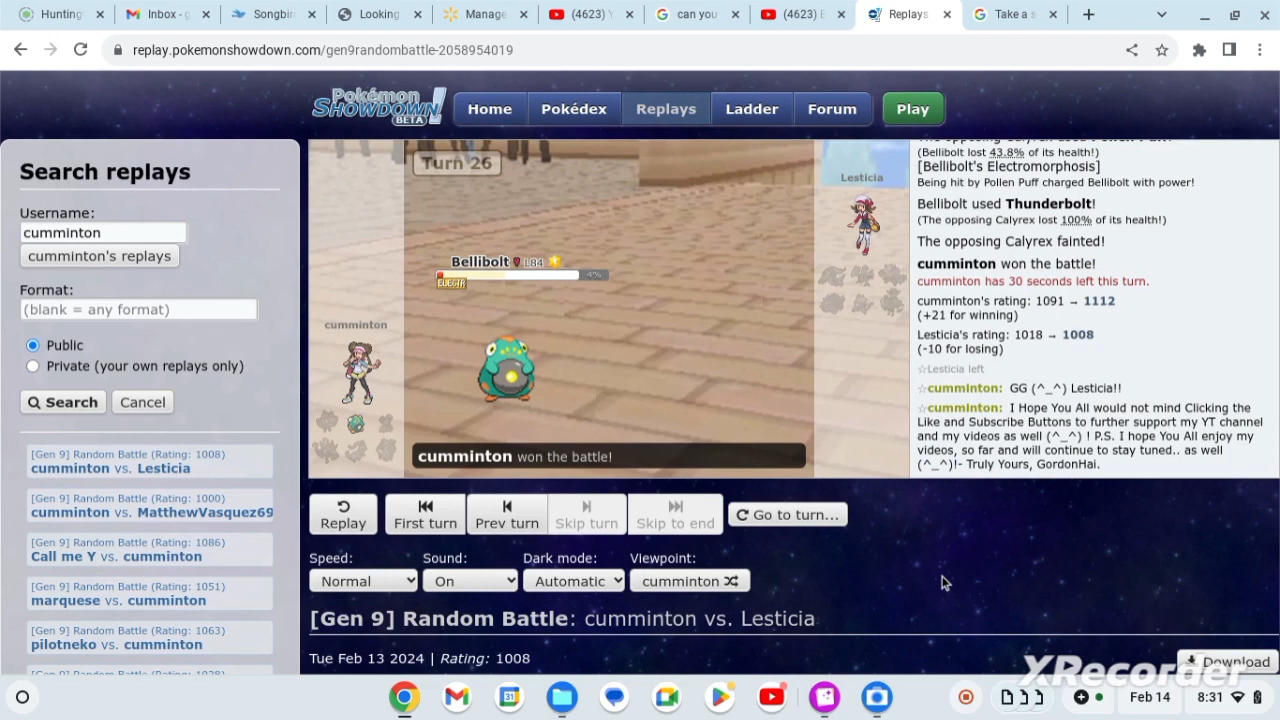 Hunting
Inbox - g
Songbir
Looking
Manage
(4623) Y
can you
(4623) E
Replays
Take a s
replay.pokemonshowdown.com/gen9randombattle-2058954019
Pokémon
SHOWDOWN!
BETA
Home
Pokédex
Replays
Ladder
Forum
Play
Search replays
Username:
cumminton
cumminton's replays
Format:
(blank = any format)
Public
Private (your own replays only)
Search
Cancel
[Gen 9] Random Battle (Rating: 1008)
cumminton vs. Lesticia
[Gen 9] Random Battle (Rating: 1000)
cumminton vs. MatthewVasquez69
[Gen 9] Random Battle (Rating: 1086)
Call me Y vs. cumminton
[Gen 9] Random Battle (Rating: 1051)
marquese vs. cumminton
[Gen 9] Random Battle (Rating: 1063)
pilotneko vs. cumminton
Turn 26
Lesticia
Bellibolt L84
4%
cumminton
cumminton won the battle!
(Bellibolt lost 43.8% of its health!)
[Bellibolt's Electromorphosis]
Being hit by Pollen Puff charged Bellibolt with power!
Bellibolt used Thunderbolt!
(The opposing Calyrex lost 100% of its health!)
The opposing Calyrex fainted!
cumminton won the battle!
cumminton has 30 seconds left this turn.
cumminton's rating: 1091 → 1112
(+21 for winning)
Lesticia's rating: 1018 → 1008
(-10 for losing)
☆Lesticia left
☆cumminton: GG (^_^) Lesticia!!
☆cumminton: I Hope You All would not mind Clicking the
Like and Subscribe Buttons to further support my YT channel
and my videos as well (^_^) ! P.S. I hope You All enjoy my
videos, so far and will continue to stay tuned.. as well
(^_^)!- Truly Yours, GordonHai.
Replay
First turn
Prev turn
Skip turn
Skip to end
Go to turn...
Speed:
Sound:
Dark mode:
Viewpoint:
Normal
On
Automatic
cumminton
[Gen 9] Random Battle: cumminton vs. Lesticia
Tue Feb 13 2024 | Rating: 1008
Download
XRecorder
31
Feb 14
8:31